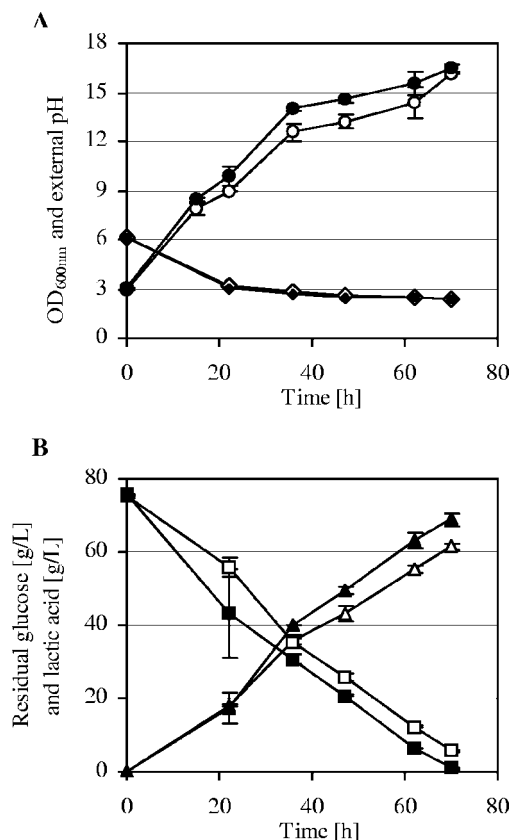 A
18
15
12
9
6
3
0
OD600nm and external pH
0 20 40 60 80
Time [h]
B
80
60
40
20
0
Residual glucose [g/L]
and lactic acid [g/L]
0 20 40 60 80
Time [h]